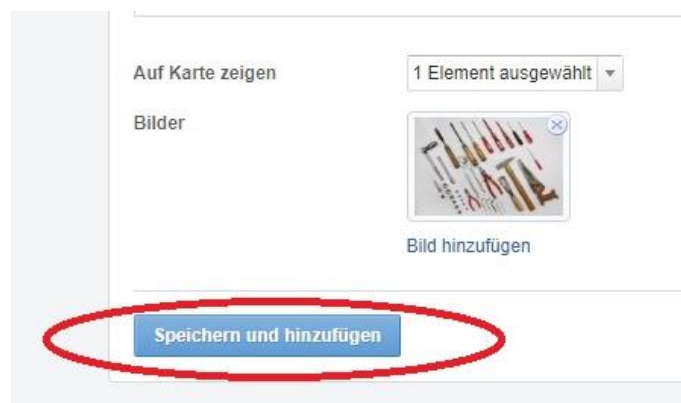 Auf Karte zeigen 1 Element ausgewählt
Bilder
Bild hinzufügen
Speichern und hinzufügen